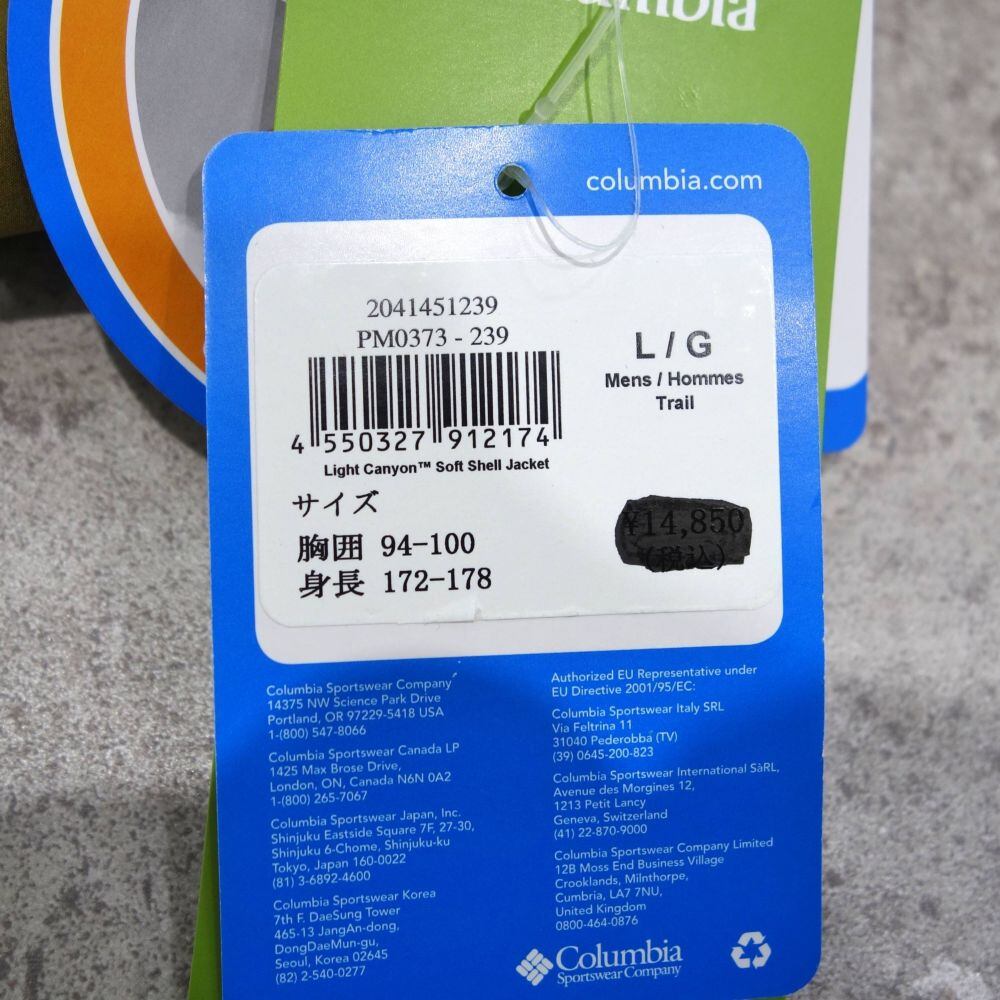 columbia.com
2041451239
PM0373 - 239
4 550327 912174
Light Canyon™ Soft Shell Jacket
L / G
Mens / Hommes
Trail
サイズ
胸囲 94-100
身長 172-178
¥14,850
(税込)
Columbia Sportswear Company
14375 NW Science Park Drive
Portland, OR 97229-5418 USA
1-(800) 547-8066
Columbia Sportswear Canada LP
1425 Max Brose Drive,
London, ON, Canada N6N 0A2
1-(800) 265-7067
Columbia Sportswear Japan, Inc.
Shinjuku Eastside Square 7F, 27-30,
Shinjuku 6-Chome, Shinjuku-ku
Tokyo, Japan 160-0022
(81) 3-6892-4600
Columbia Sportswear Korea
7th F. DaeSung Tower
465-13 JangAn-dong,
DongDaeMun-gu,
Seoul, Korea 02645
(82) 2-540-0277
Authorized EU Representative under
EU Directive 2001/95/EC:
Columbia Sportswear Italy SRL
Via Feltrina 11
31040 Pederobba (TV)
(39) 0645-200-823
Columbia Sportswear International SàRL,
Avenue des Morgines 12,
1213 Petit Lancy
Geneva, Switzerland
(41) 22-870-9000
Columbia Sportswear Company Limited
12B Moss End Business Village
Crooklands, Milnthorpe,
Cumbria, LA7 7NU,
United Kingdom
0800-464-0876
Columbia
Sportswear Company